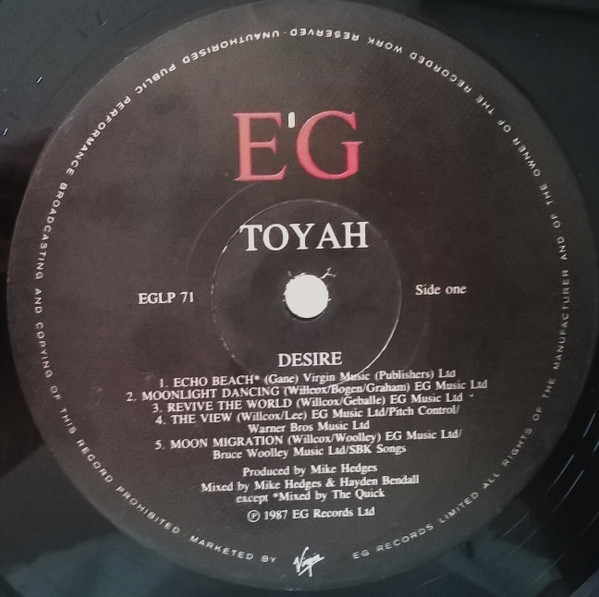 E'G
TOYAH
EGLP 71
Side one
DESIRE
1. ECHO BEACH* (Gane) Virgin Music (Publishers) Ltd
2. MOONLIGHT DANCING (Willcox/Bogen/Graham) EG Music Ltd
3. REVIVE THE WORLD (Willcox/Geballe) EG Music Ltd
4. THE VIEW (Willcox/Lee) EG Music Ltd/Pitch Control/
Warner Bros Music Ltd
5. MOON MIGRATION (Willcox/Woolley) EG Music Ltd/
Bruce Woolley Music Ltd/SBK Songs
Produced by Mike Hedges
Mixed by Mike Hedges & Hayden Bendall
except *Mixed by The Quick
℗ 1987 EG Records Ltd
MARKETED BY Virgin EG RECORDS LIMITED ALL RIGHTS OF THE MANUFACTURER AND OF THE OWNER OF THE RECORDED WORK RESERVED · UNAUTHORISED PUBLIC PERFORMANCE BROADCASTING AND COPYING OF THIS RECORD PROHIBITED